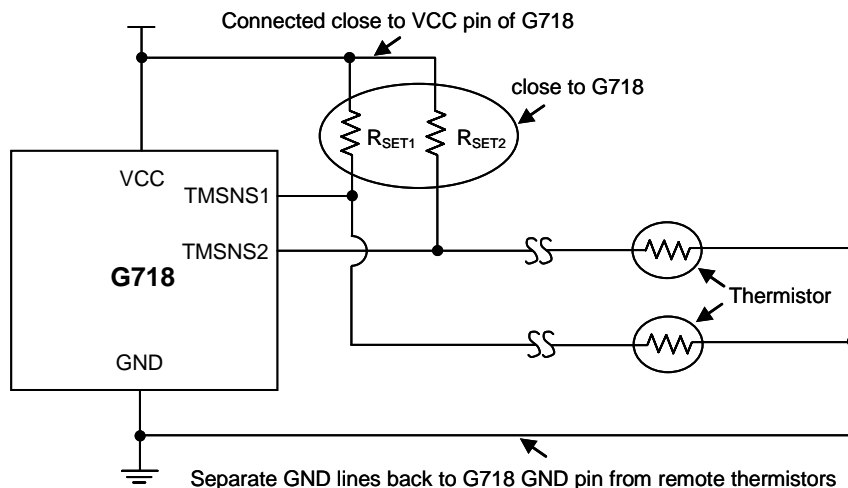 Connected close to VCC pin of G718
close to G718
RSET1
RSET2
VCC
TMSNS1
TMSNS2
G718
Thermistor
GND
Separate GND lines back to G718 GND pin from remote thermistors